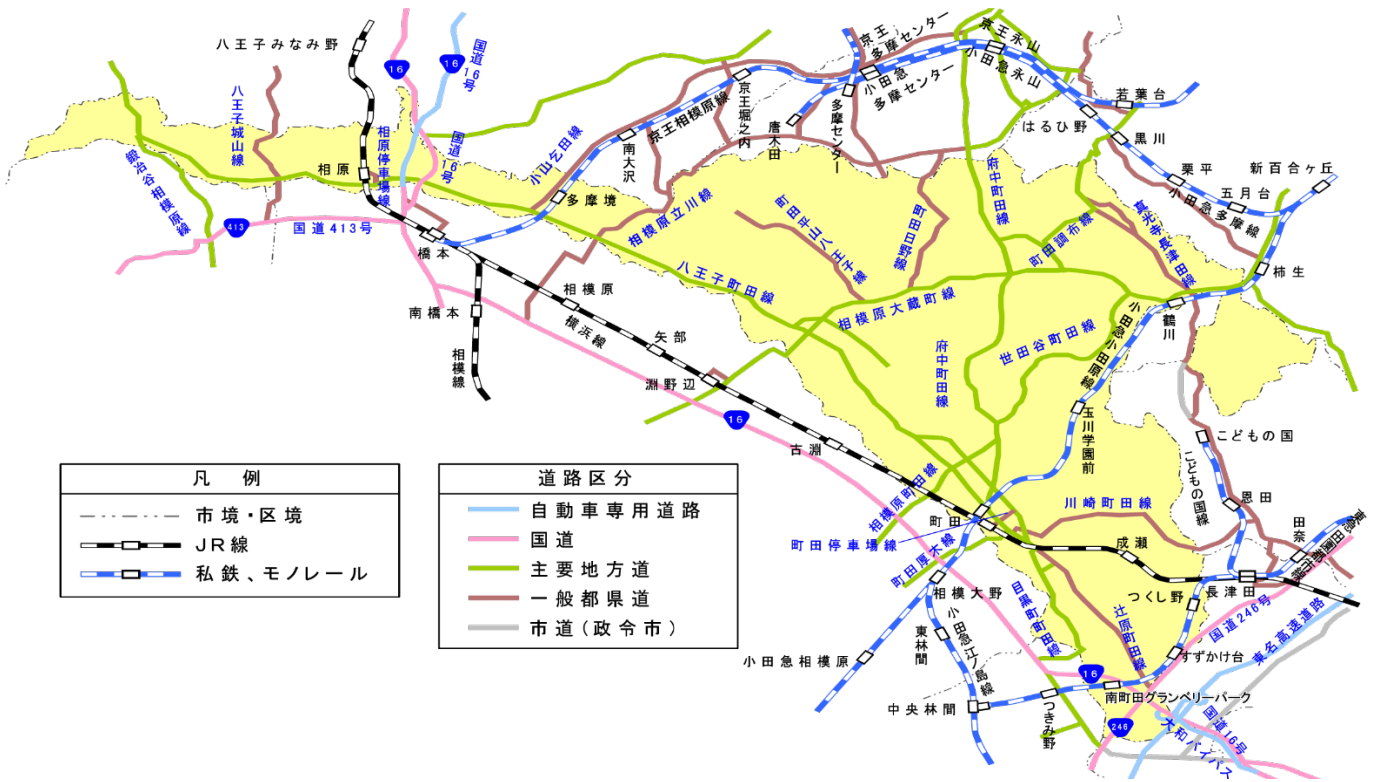 八王子みなみ野
16
16
国道16号
国道16号
八王子城山線
鍛冶谷相模原線
相原
相原停車場線
413
国道413号
橋本
南橋本
相模線
小山乞田線
京王相模原線
南大沢
多摩境
京王堀之内
唐木田
京王
多摩センター
小田急
多摩センター
多摩センター
京王永山
小田急永山
若葉台
はるひ野
黒川
栗平
五月台
新百合ヶ丘
小田急多摩線
柿生
相模原立川線
町田平山八王子線
町田日野線
府中町田線
町田調布線
真光寺長津田線
八王子町田線
相模原大蔵町線
鶴川
小田急小田原線
世田谷町田線
府中町田線
相模原
横浜線
矢部
淵野辺
16
古淵
玉川学園前
こどもの国
こどもの国線
恩田
田奈
東急田園都市線
相模原町田線
町田
川崎町田線
町田停車場線
成瀬
町田厚木線
相模大野
長津田
つくし野
目黒町町田線
辻原町田線
国道246号
東名高速道路
すずかけ台
東林間
小田急江ノ島線
小田急相模原
中央林間
つきみ野
16
南町田グランベリーパーク
246
国道16号
大和バイパス
凡例
市境・区境
JR線
私鉄、モノレール
道路区分
自動車専用道路
国道
主要地方道
一般都県道
市道(政令市)